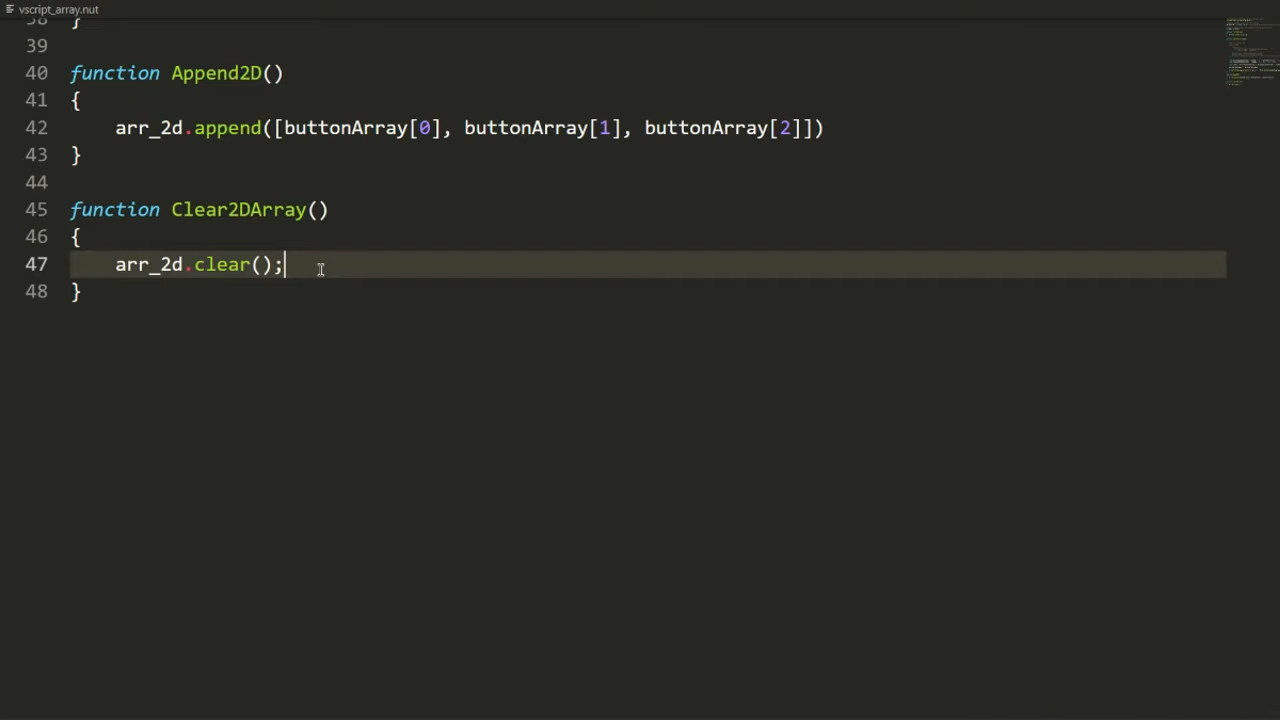 vscript_array.nut
38 }
39
40 function Append2D()
41 {
42 arr_2d.append([buttonArray[0], buttonArray[1], buttonArray[2]])
43 }
44
45 function Clear2DArray()
46 {
47 arr_2d.clear();
48 }